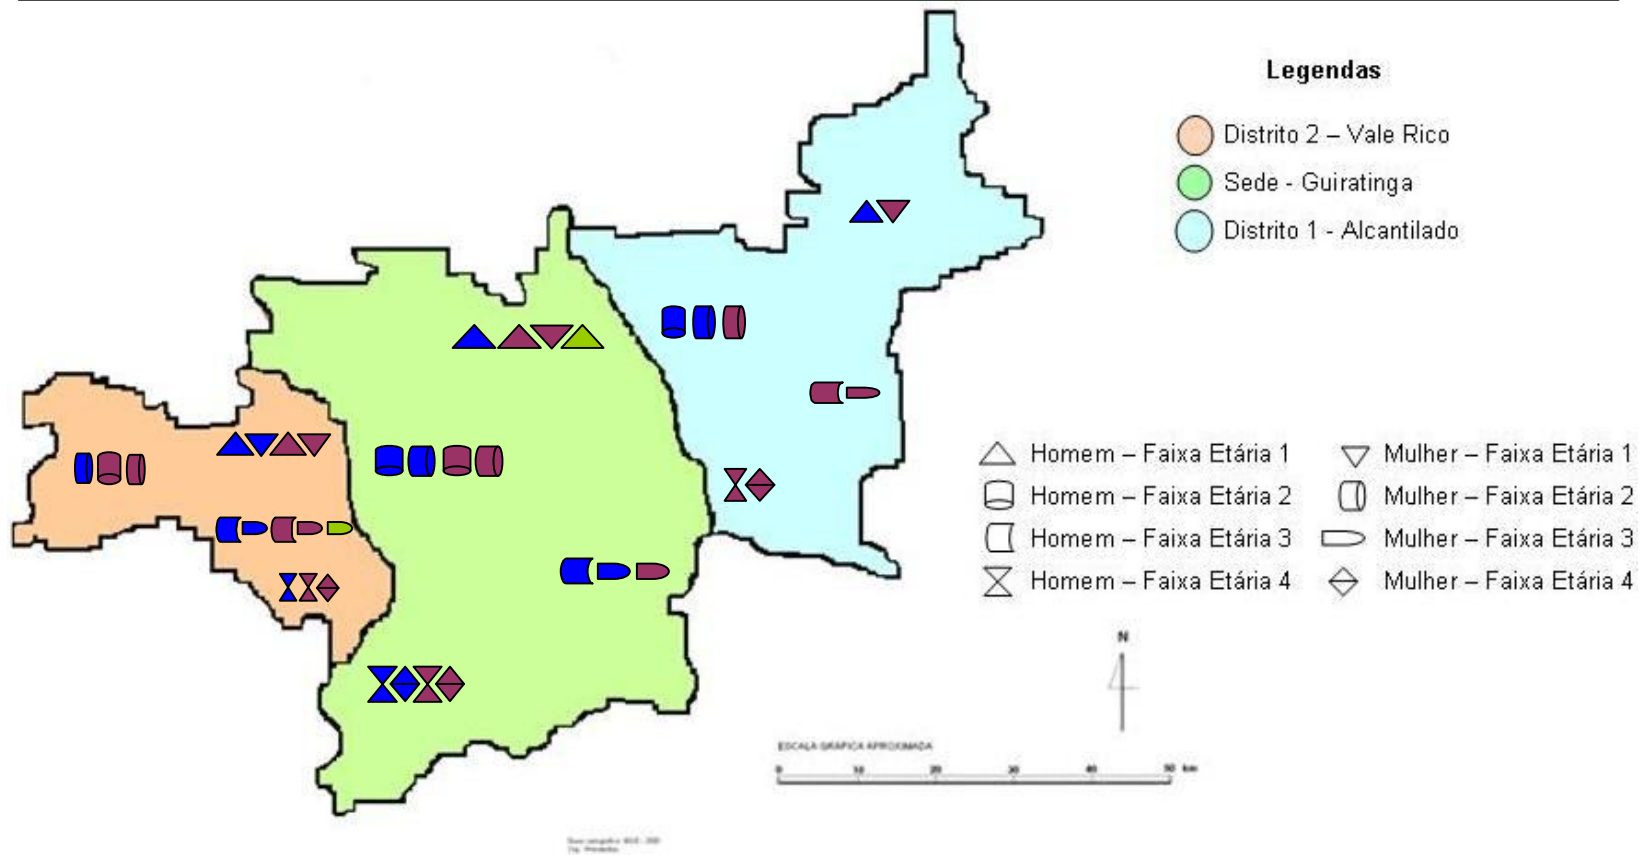 Legendas
Distrito 2 – Vale Rico
Sede - Guiratinga
Distrito 1 - Alcantilado
Homem – Faixa Etária 1
Mulher – Faixa Etária 1
Homem – Faixa Etária 2
Mulher – Faixa Etária 2
Homem – Faixa Etária 3
Mulher – Faixa Etária 3
Homem – Faixa Etária 4
Mulher – Faixa Etária 4
N
ESCALA GRÁFICA APROXIMADA
0 10 20 30 40 50 km